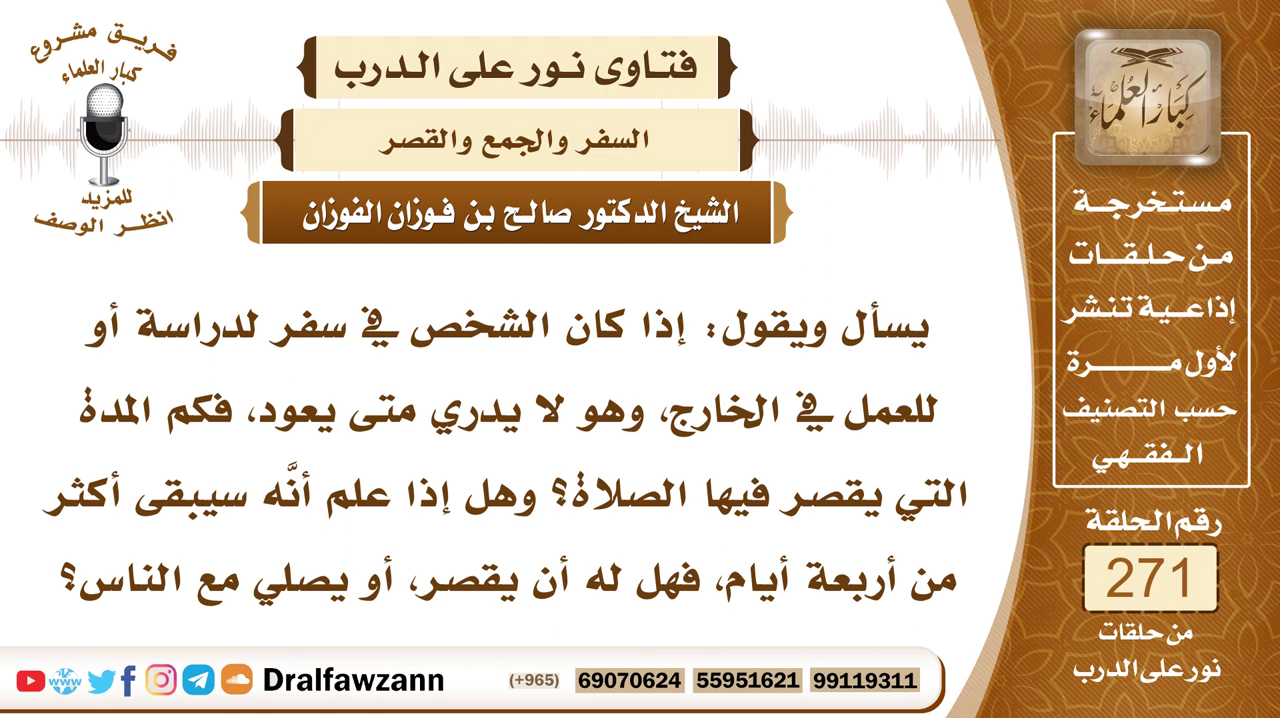 فريق مشروع
كبار العلماء
للمزيد
انظر الوصف
فتاوى نور على الدرب
السفر والجمع والقصر
الشيخ الدكتور صالح بن فوزان الفوزان
يسأل ويقول: إذا كان الشخص في سفر لدراسة أو
للعمل في الخارج، وهو لا يدري متى يعود، فكم المدة
التي يقصر فيها الصلاة؟ وهل إذا علم أنَّه سيبقى أكثر
من أربعة أيام، فهل له أن يقصر، أو يصلي مع الناس؟
كِبَارُ العُلَمَاءِ
مستخرجة
من حلقات
إذاعية تنشر
لأول مرة
حسب التصنيف
الفقهي
رقم الحلقة
271
من حلقات
نور على الدرب
www Dralfawzann (+965) 69070624 55951621 99119311